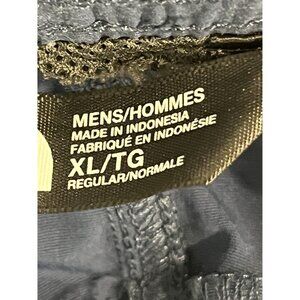 MENS/HOMMES
MADE IN INDONESIA
FABRIQUÉ EN INDONÉSIE
XL/TG
REGULAR/NORMALE